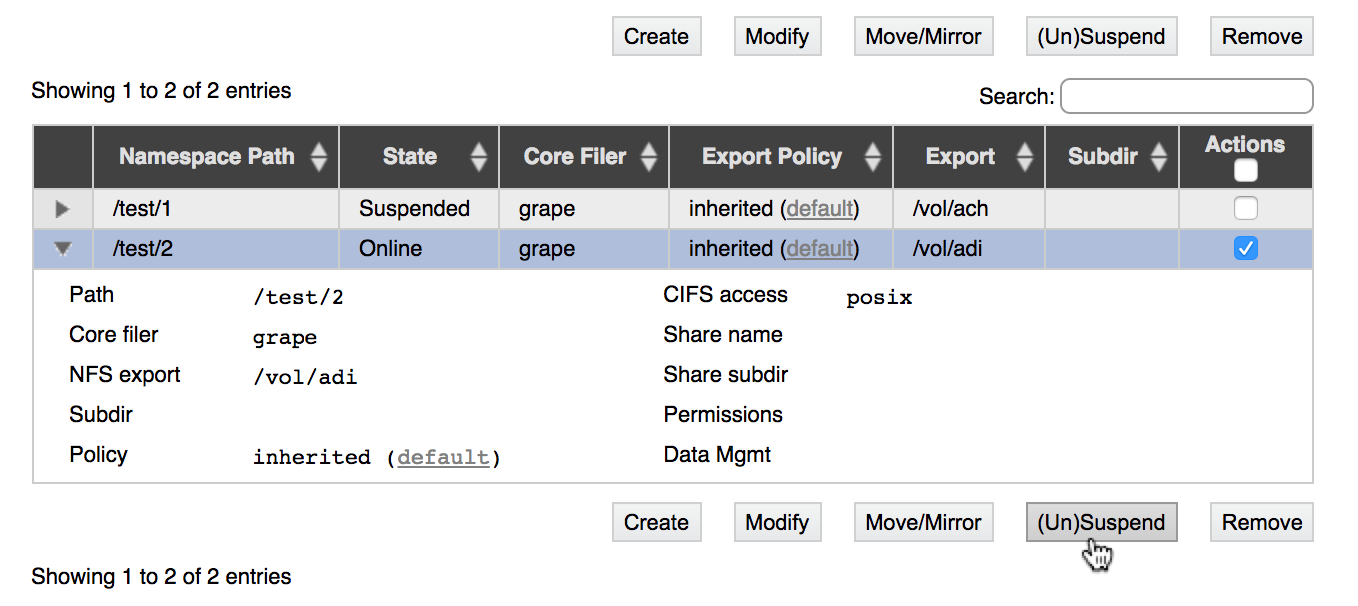 Create Modify Move/Mirror (Un)Suspend Remove
Showing 1 to 2 of 2 entries
Search:
Namespace Path State Core Filer Export Policy Export Subdir Actions
/test/1 Suspended grape inherited (default) /vol/ach
/test/2 Online grape inherited (default) /vol/adi
Path /test/2 CIFS access posix
Core filer grape Share name
NFS export /vol/adi Share subdir
Subdir Permissions
Policy inherited (default) Data Mgmt
Create Modify Move/Mirror (Un)Suspend Remove
Showing 1 to 2 of 2 entries